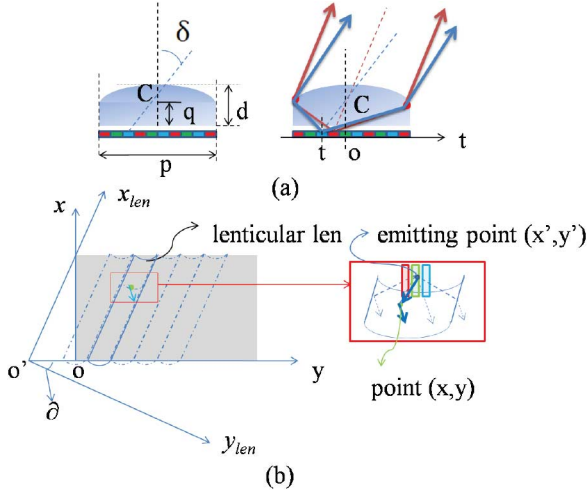 δ
C
q
d
p
C
t
o
t
(a)
x
x_len
lenticular len
emitting point (x’,y’)
o’
o
y
∂
point (x,y)
y_len
(b)